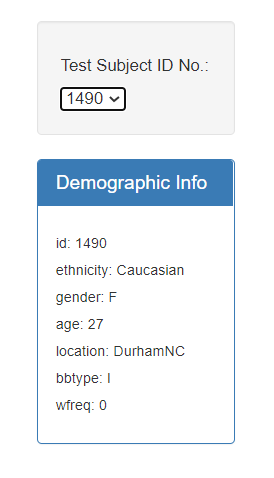 Test Subject ID No.:
1490
Demographic Info
id: 1490
ethnicity: Caucasian
gender: F
age: 27
location: DurhamNC
bbtype: I
wfreq: 0